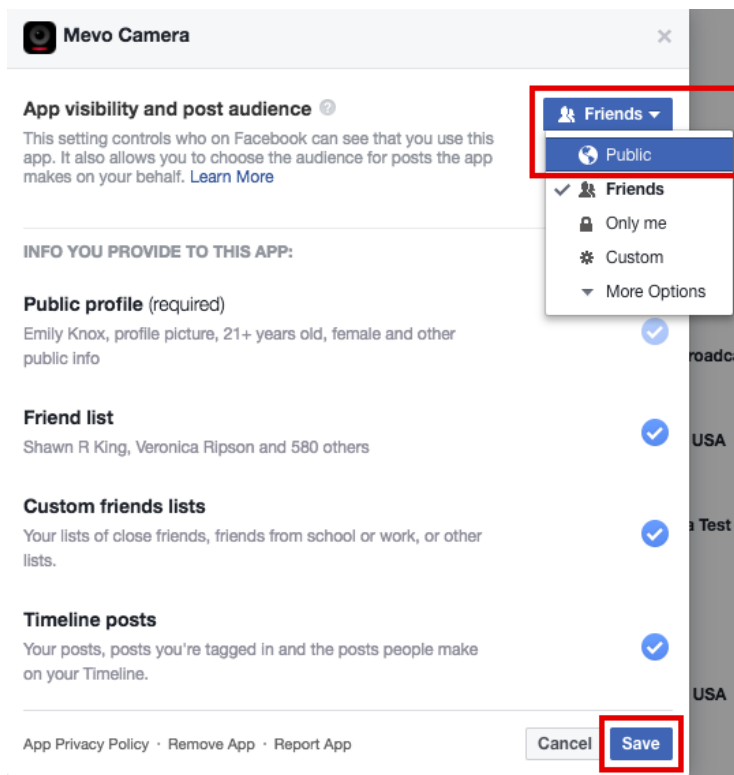 Mevo Camera
App visibility and post audience
Friends
This setting controls who on Facebook can see that you use this
app. It also allows you to choose the audience for posts the app
makes on your behalf. Learn More
Public
Friends
Only me
Custom
More Options
INFO YOU PROVIDE TO THIS APP:
Public profile (required)
Emily Knox, profile picture, 21+ years old, female and other
public info
Friend list
Shawn R King, Veronica Ripson and 580 others
USA
Custom friends lists
Your lists of close friends, friends from school or work, or other
lists.
a Test
Timeline posts
Your posts, posts you're tagged in and the posts people make
on your Timeline.
USA
App Privacy Policy · Remove App · Report App
Cancel
Save